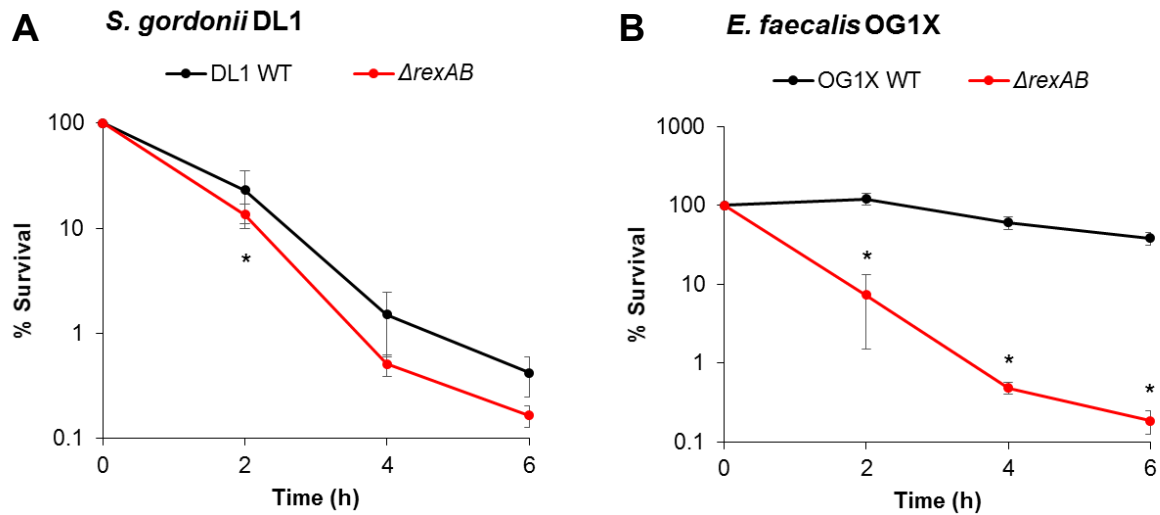 A
S. gordonii DL1
DL1 WT
ΔrexAB
% Survival
100
10
1
0.1
*
0
2
4
6
Time (h)
B
E. faecalis OG1X
OG1X WT
ΔrexAB
% Survival
1000
100
10
1
0.1
*
*
*
0
2
4
6
Time (h)